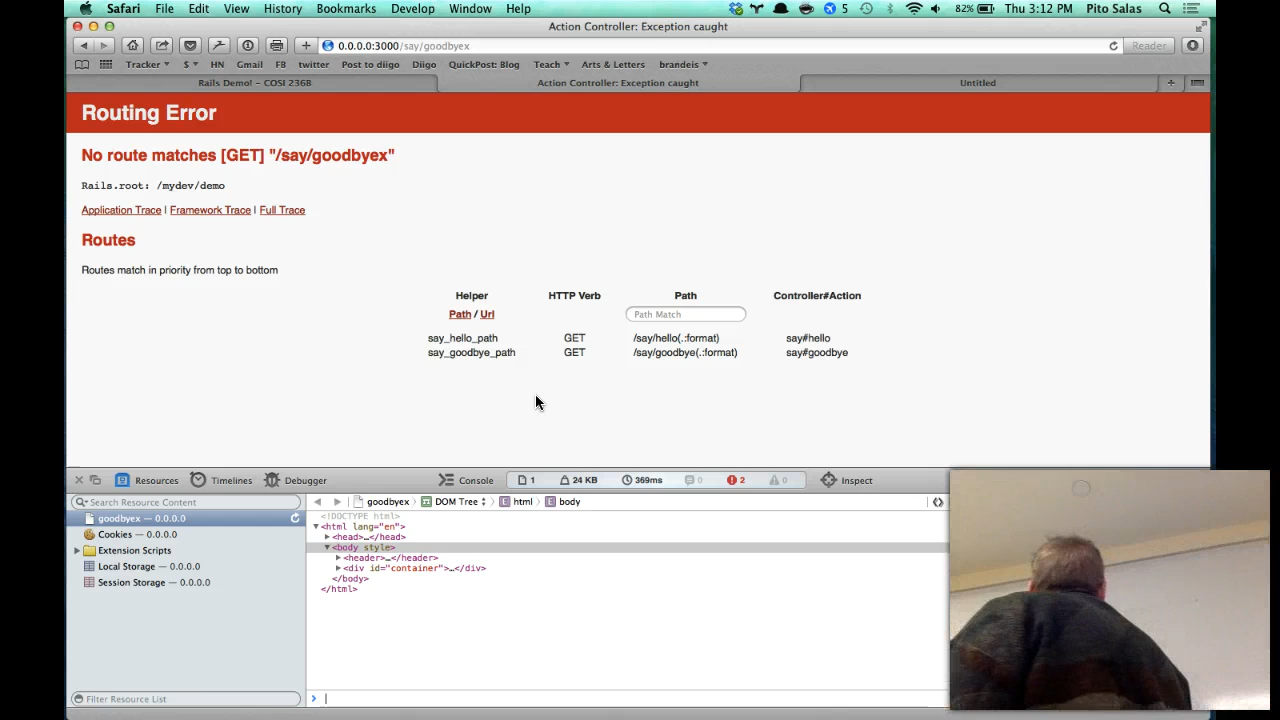 Safari File Edit View History Bookmarks Develop Window Help 5 82% Thu 3:12 PM Pito Salas
Action Controller: Exception caught
0.0.0.0:3000/say/goodbyex Reader
Tracker $ HN Gmail FB twitter Post to diigo Diigo QuickPost: Blog Teach Arts & Letters brandeis
Rails Demo! – COSI 236B Action Controller: Exception caught Untitled +
Routing Error
No route matches [GET] "/say/goodbyex"
Rails.root: /mydev/demo
Application Trace | Framework Trace | Full Trace
Routes
Routes match in priority from top to bottom
Helper HTTP Verb Path Controller#Action
Path / Url Path Match
say_hello_path GET /say/hello(.:format) say#hello
say_goodbye_path GET /say/goodbye(.:format) say#goodbye
Resources Timelines Debugger Console 1 24 KB 369ms 0 2 0 Inspect
Search Resource Content goodbyex DOM Tree html body
goodbyex — 0.0.0.0
Cookies — 0.0.0.0
Extension Scripts
Local Storage — 0.0.0.0
Session Storage — 0.0.0.0
<!DOCTYPE html>
<html lang="en">
<head>…</head>
<body style>
<header>…</header>
<div id="container">…</div>
</body>
</html>
Filter Resource List